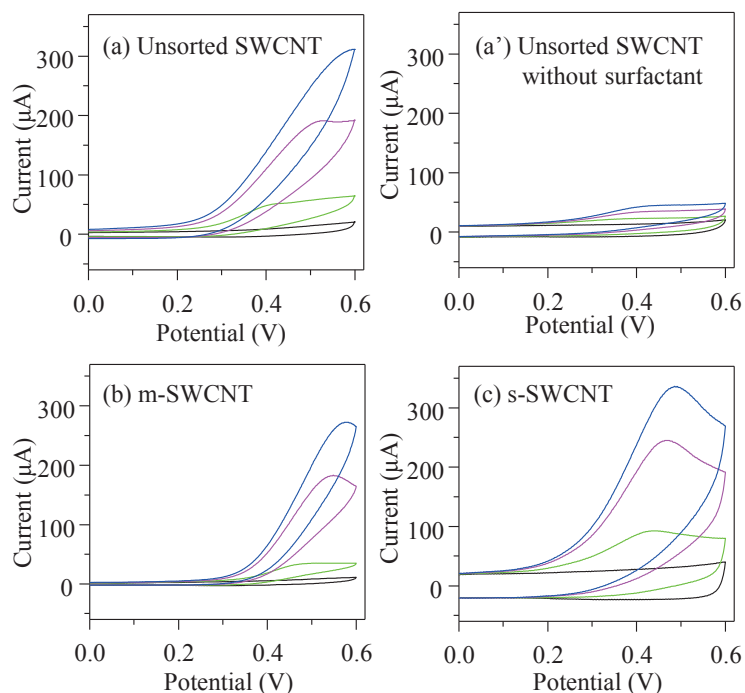 (a) Unsorted SWCNT
Current (µA)
300
200
100
0
0.0 0.2 0.4 0.6
Potential (V)
(a') Unsorted SWCNT
without surfactant
Current (µA)
300
200
100
0
0.0 0.2 0.4 0.6
Potential (V)
(b) m-SWCNT
Current (µA)
300
200
100
0
0.0 0.2 0.4 0.6
Potential (V)
(c) s-SWCNT
Current (µA)
300
200
100
0
0.0 0.2 0.4 0.6
Potential (V)